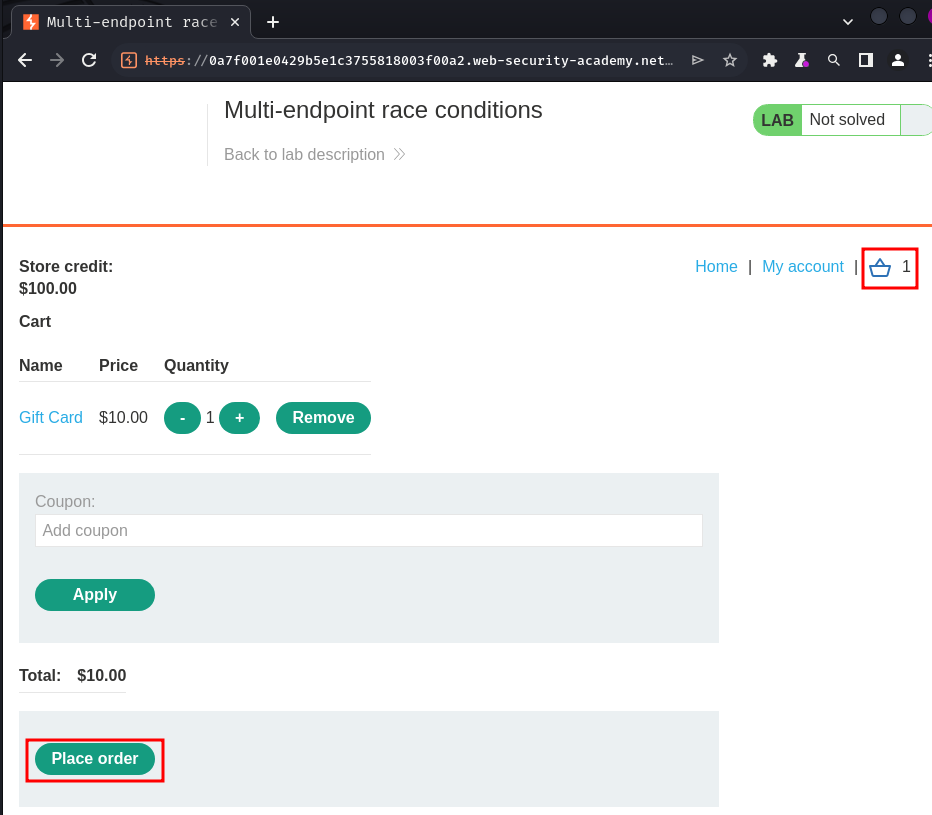 Multi-endpoint race
https://0a7f001e0429b5e1c3755818003f00a2.web-security-academy.net...
Multi-endpoint race conditions
Back to lab description
LAB Not solved
Store credit:
$100.00
Home | My account | 1
Cart
Name Price Quantity
Gift Card $10.00 - 1 + Remove
Coupon:
Add coupon
Apply
Total: $10.00
Place order